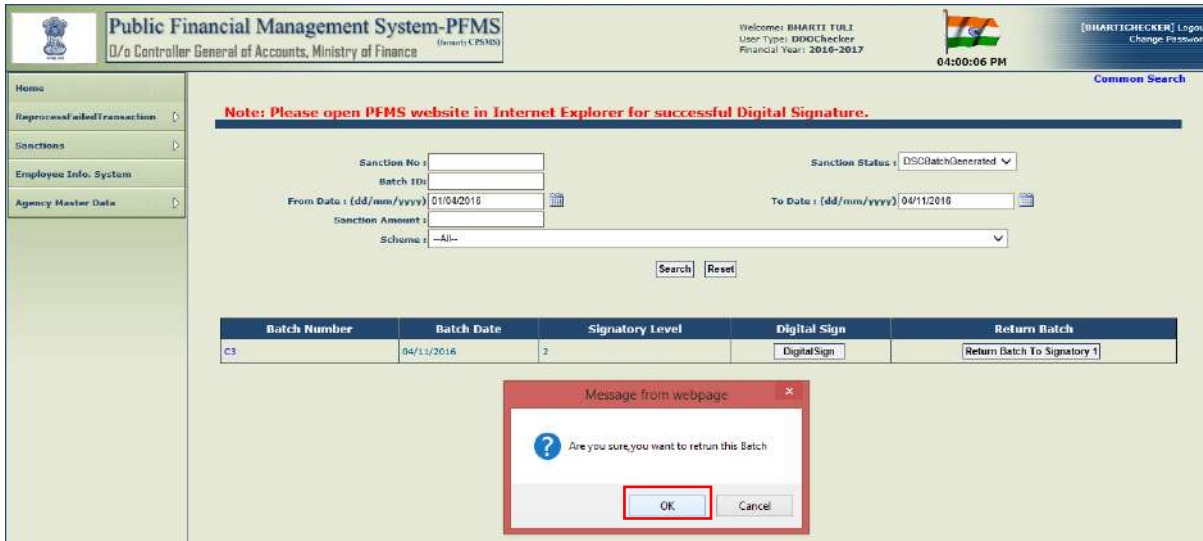 Public Financial Management System-PFMS
(formerly CPSMS)
O/o Controller General of Accounts, Ministry of Finance
Welcome: BHARTI TULI
User Type: DDOChecker
Financial Year: 2016-2017
04:00:06 PM
[BHARTICHECKER] Logou
Change Passwor
Common Search
Home
ReprocessFailedTransaction
Sanctions
Employee Info. System
Agency Master Data
Note: Please open PFMS website in Internet Explorer for successful Digital Signature.
Sanction No :
Sanction Status : DSCBatchGenerated
Batch ID:
From Date : (dd/mm/yyyy) 01/04/2016
To Date : (dd/mm/yyyy) 04/11/2016
Sanction Amount :
Scheme : --All--
Search Reset
Batch Number Batch Date Signatory Level Digital Sign Return Batch
C3 04/11/2016 2 DigitalSign Return Batch To Signatory 1
Message from webpage
x
? Are you sure,you want to retrun this Batch
OK Cancel